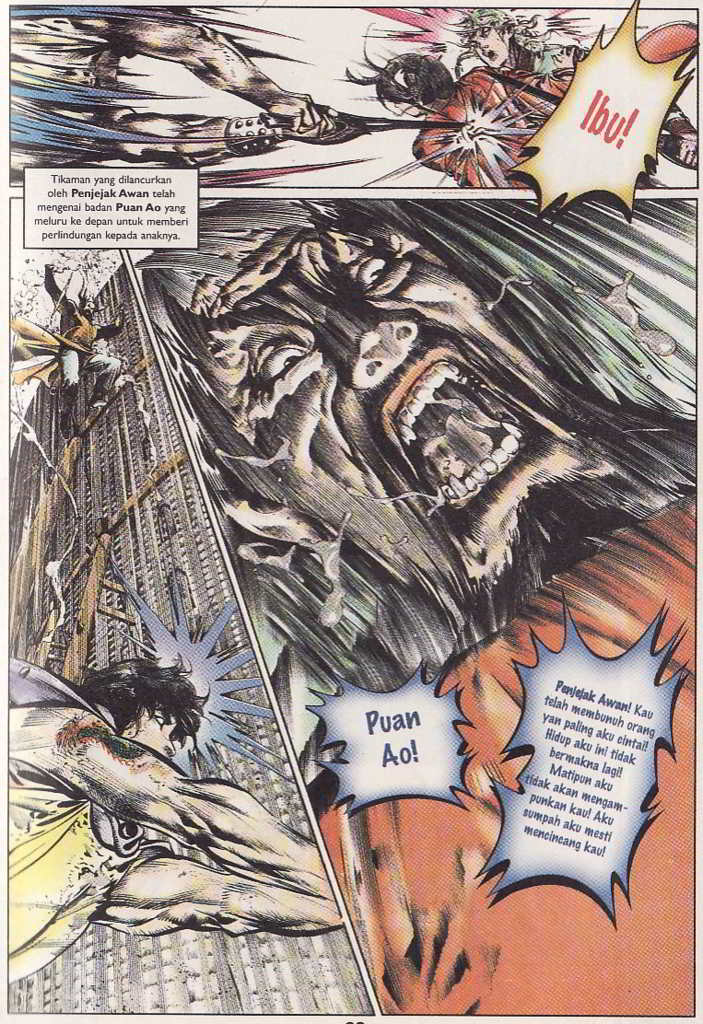 Ibu!
Tikaman yang dilancurkan
oleh Penjejak Awan telah
mengenai badan Puan Ao yang
meluru ke depan untuk memberi
perlindungan kepada anaknya.
Puan
Ao!
Penjejak Awan! Kau
telah membunuh orang
yan paling aku cintai!
Hidup aku ini tidak
bermakna lagi!
Matipun aku
tidak akan mengam-
punkan kau! Aku
sumpah aku mesti
mencincang kau!